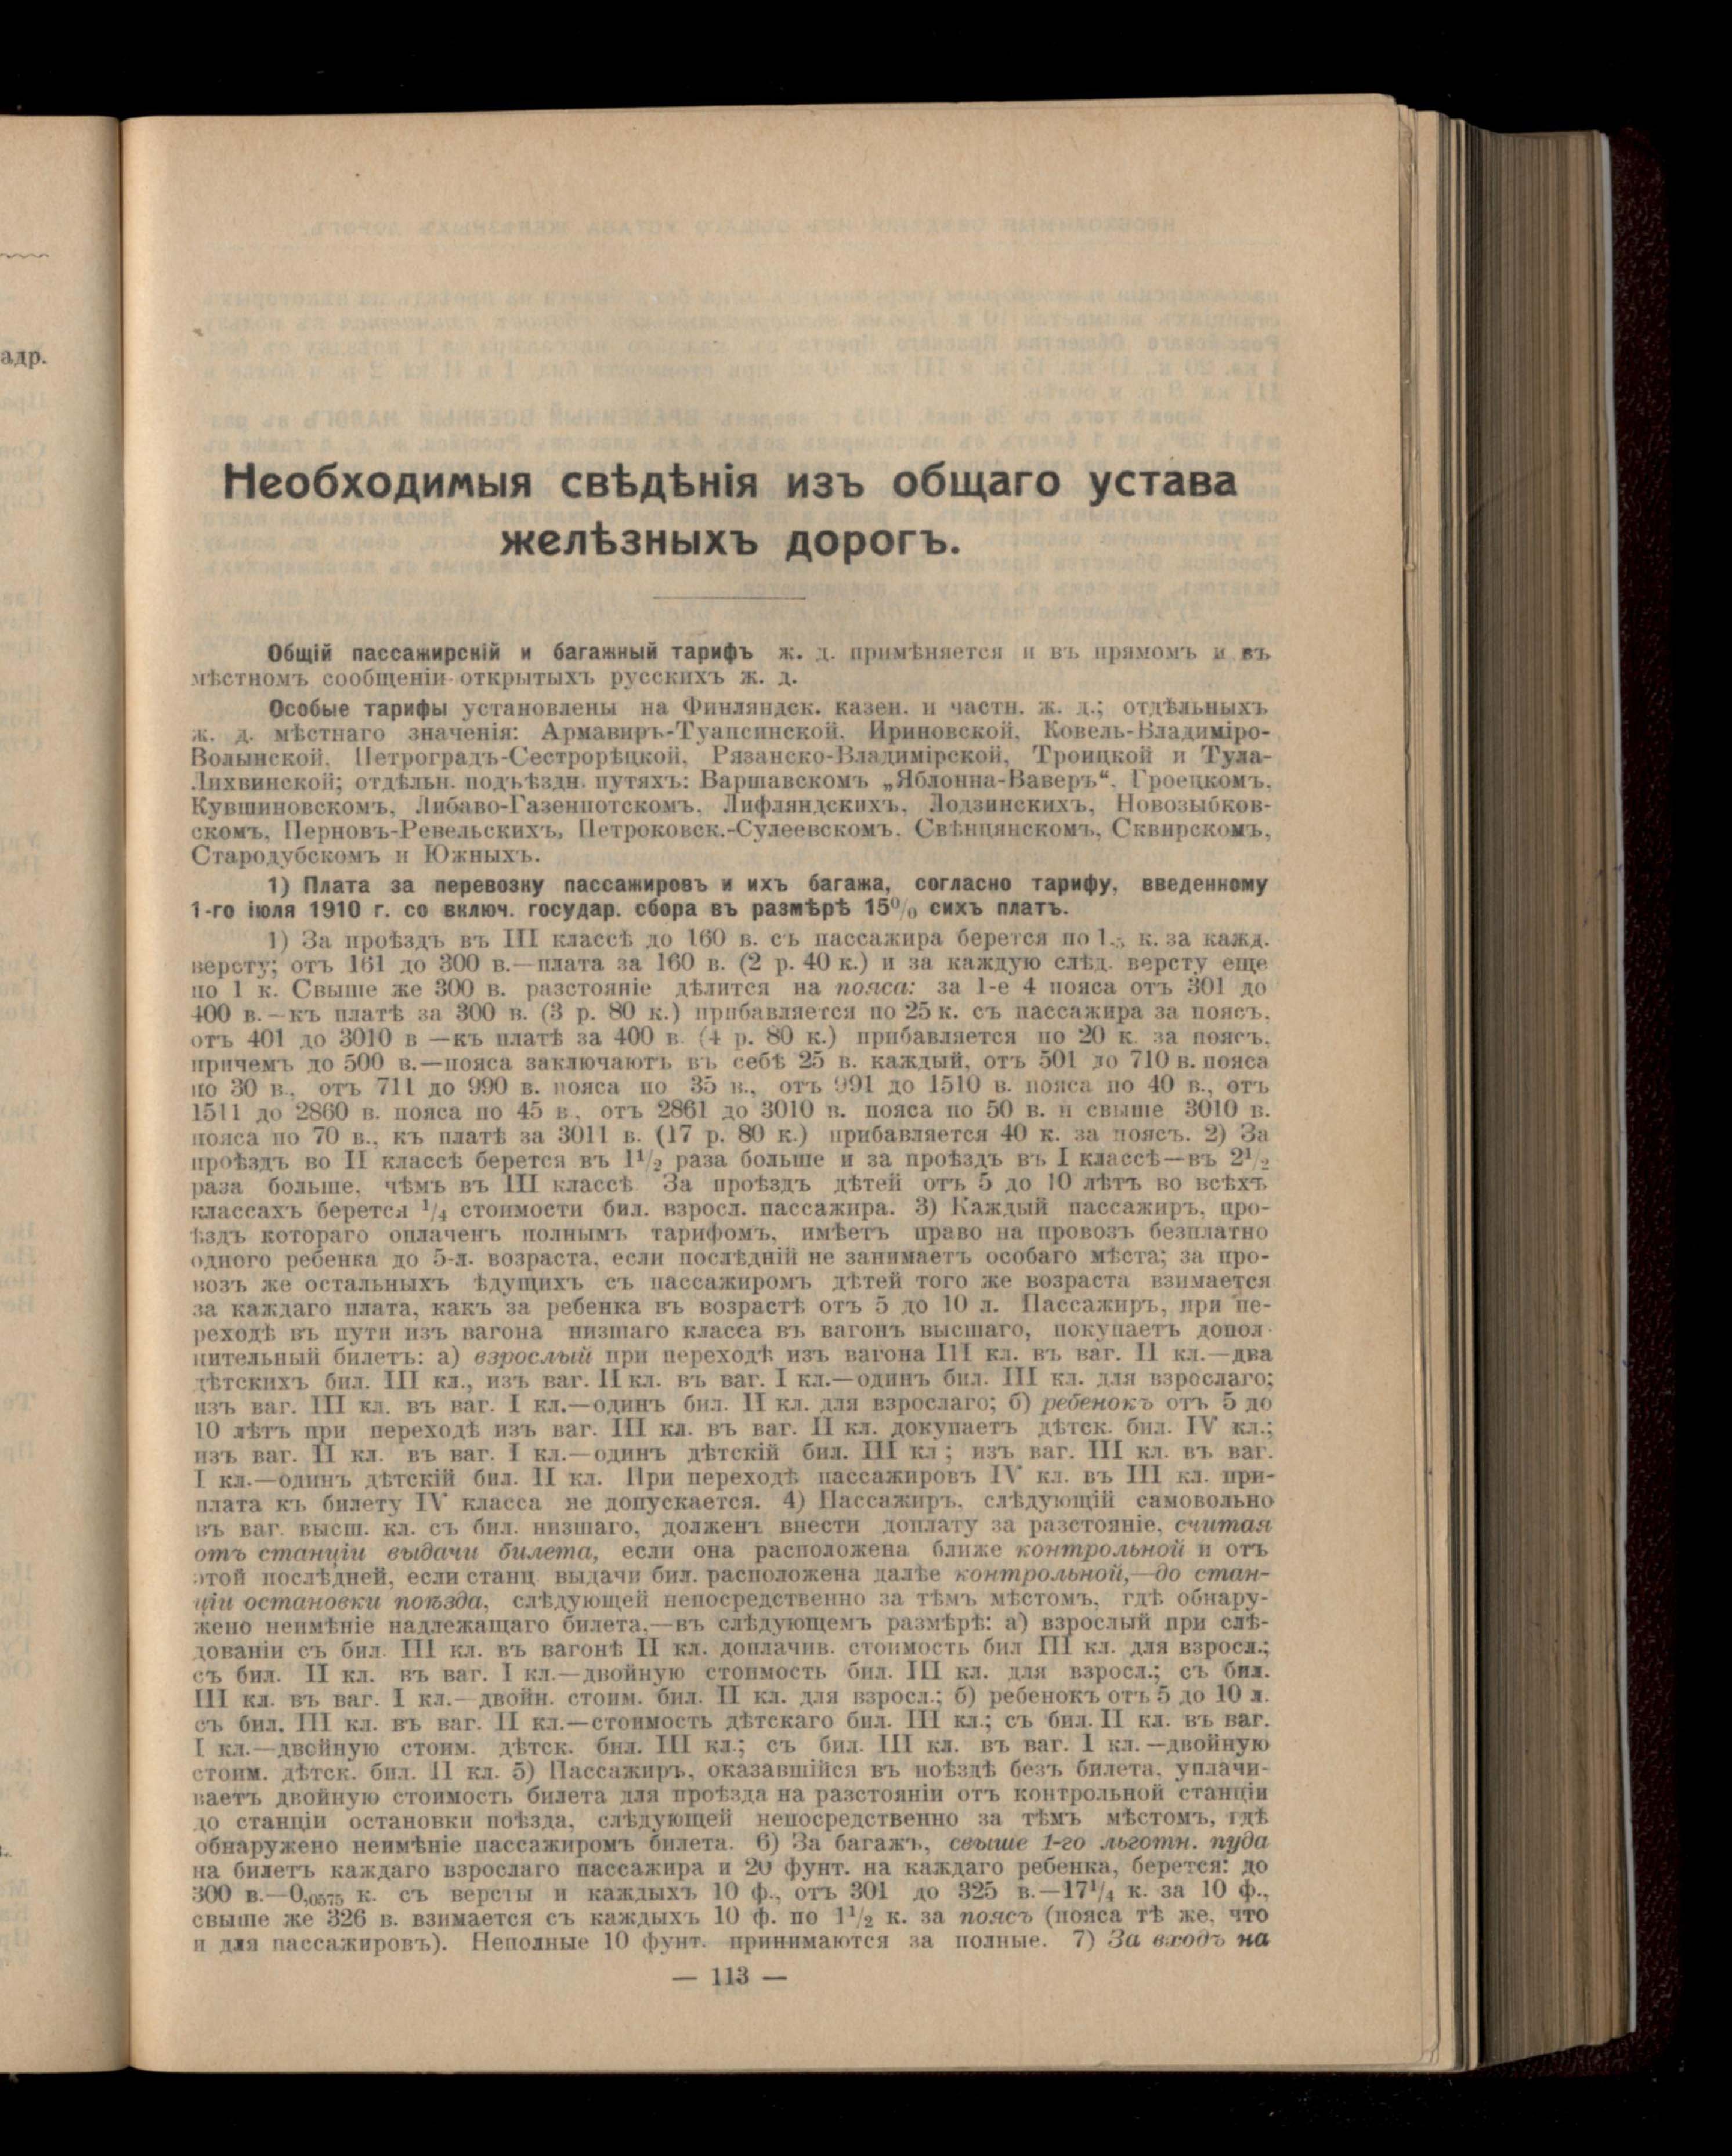 адр.
Необходимыя свѣдѣнія изъ общаго устава
желѣзныхъ дорогъ.
Общій пассажирскій и багажный тарифъ ж. д. примѣняется и въ прямомъ и въ
мѣстномъ сообщеніи открытыхъ русскихъ ж. д.
Особые тарифы установлены на Финляндск. казен. и частн. ж. д.; отдѣльныхъ
ж. д. мѣстнаго значенія: Армавиръ-Туапсинской, Ириновской, Ковель-Владиміро-
Волынской, Петроградъ-Сестрорѣцкой, Рязанско-Владимірской, Троицкой и Тула-
Лихвинской; отдѣльн. подъѣздн. путяхъ: Варшавскомъ „Яблонна-Ваверъ“, Гроецкомъ,
Кувшиновскомъ, Либаво-Газенпотскомъ, Лифляндскихъ, Лодзинскихъ, Новозыбков-
скомъ, Перновъ-Ревельскихъ, Петроковск.-Сулеевскомъ, Свѣнцянскомъ, Сквирскомъ,
Стародубскомъ и Южныхъ.
1) Плата за перевозку пассажировъ и ихъ багажа, согласно тарифу, введенному
1-го іюля 1910 г. со включ. государ. сбора въ размѣрѣ 15% сихъ платъ.
1) За проѣздъ въ III классѣ до 160 в. съ пассажира берется по 1,5 к. за кажд.
версту; отъ 161 до 300 в.—плата за 160 в. (2 р. 40 к.) и за каждую слѣд. версту еще
по 1 к. Свыше же 300 в. разстояніе дѣлится на пояса: за 1-е 4 пояса отъ 301 до
400 в.—къ платѣ за 300 в. (3 р. 80 к.) прибавляется по 25 к. съ пассажира за поясъ,
отъ 401 до 3010 в —къ платѣ за 400 в. (4 р. 80 к.) прибавляется по 20 к. за поясъ,
причемъ до 500 в.—пояса заключаютъ въ себѣ 25 в. каждый, отъ 501 до 710 в. пояса
по 30 в., отъ 711 до 990 в. пояса по 35 в., отъ 991 до 1510 в. пояса по 40 в., отъ
1511 до 2860 в. пояса по 45 в., отъ 2861 до 3010 в. пояса по 50 в. и свыше 3010 в.
пояса по 70 в., къ платѣ за 3011 в. (17 р. 80 к.) прибавляется 40 к. за поясъ. 2) За
проѣздъ во II классѣ берется въ 1½ раза больше и за проѣздъ въ I классѣ—въ 2½
раза больше, чѣмъ въ III классѣ За проѣздъ дѣтей отъ 5 до 10 лѣтъ во всѣхъ
классахъ берется ¼ стоимости бил. взросл. пассажира. 3) Каждый пассажиръ, про-
ѣздъ котораго оплаченъ полнымъ тарифомъ, имѣетъ право на провозъ безплатно
одного ребенка до 5-л. возраста, если послѣдній не занимаетъ особаго мѣста; за про-
возъ же остальныхъ ѣдущихъ съ пассажиромъ дѣтей того же возраста взимается
за каждаго плата, какъ за ребенка въ возрастѣ отъ 5 до 10 л. Пассажиръ, при пе-
реходѣ въ пути изъ вагона низшаго класса въ вагонъ высшаго, покупаетъ допол-
нительный билетъ: а) взрослый при переходѣ изъ вагона III кл. въ ваг. II кл.—два
дѣтскихъ бил. III кл., изъ ваг. II кл. въ ваг. I кл.—одинъ бил. III кл. для взрослаго;
изъ ваг. III кл. въ ваг. I кл.—одинъ бил. II кл. для взрослаго; б) ребенокъ отъ 5 до
10 лѣтъ при переходѣ изъ ваг. III кл. въ ваг. II кл. докупаетъ дѣтск. бил. IV кл.;
изъ ваг. II кл. въ ваг. I кл.—одинъ дѣтскій бил. III кл ; изъ ваг. III кл. въ ваг.
I кл.—одинъ дѣтскій бил. II кл. При переходѣ пассажировъ IV кл. въ III кл. при-
плата къ билету IV класса не допускается. 4) Пассажиръ, слѣдующій самовольно
въ ваг. высш. кл. съ бил. низшаго, долженъ внести доплату за разстояніе, считая
отъ станціи выдачи билета, если она расположена ближе контрольной и отъ
этой послѣдней, если станц выдачи бил. расположена далѣе контрольной,—до стан-
ціи остановки поѣзда, слѣдующей непосредственно за тѣмъ мѣстомъ, гдѣ обнару-
жено неимѣніе надлежащаго билета,—въ слѣдующемъ размѣрѣ: а) взрослый при слѣ-
дованіи съ бил. III кл. въ вагонѣ II кл. доплачив. стоимость бил III кл. для взросл.;
съ бил. II кл. въ ваг. I кл.—двойную стоимость бил. III кл. для взросл.; съ бил.
III кл. въ ваг. I кл.—двойн. стоим. бил. II кл. для взросл.; б) ребенокъ отъ 5 до 10 л.
съ бил. III кл. въ ваг. II кл.—стоимость дѣтскаго бил. III кл.; съ бил. II кл. въ ваг.
I кл.—двойную стоим. дѣтск. бил. III кл.; съ бил. III кл. въ ваг. I кл.—двойную
стоим. дѣтск. бил. II кл. 5) Пассажиръ, оказавшійся въ поѣздѣ безъ билета, уплачи-
ваетъ двойную стоимость билета для проѣзда на разстояніи отъ контрольной станціи
до станціи остановки поѣзда, слѣдующей непосредственно за тѣмъ мѣстомъ, гдѣ
обнаружено неимѣніе пассажиромъ билета. 6) За багажъ, свыше 1-го льготн. пуда
на билетъ каждаго взрослаго пассажира и 20 фунт. на каждаго ребенка, берется: до
300 в.—0,0575 к. съ версты и каждыхъ 10 ф., отъ 301 до 325 в.—17¼ к. за 10 ф.,
свыше же 326 в. взимается съ каждыхъ 10 ф. по 1½ к. за поясъ (пояса тѣ же, что
и для пассажировъ). Неполные 10 фунт. принимаются за полные. 7) За входъ на
— 113 —